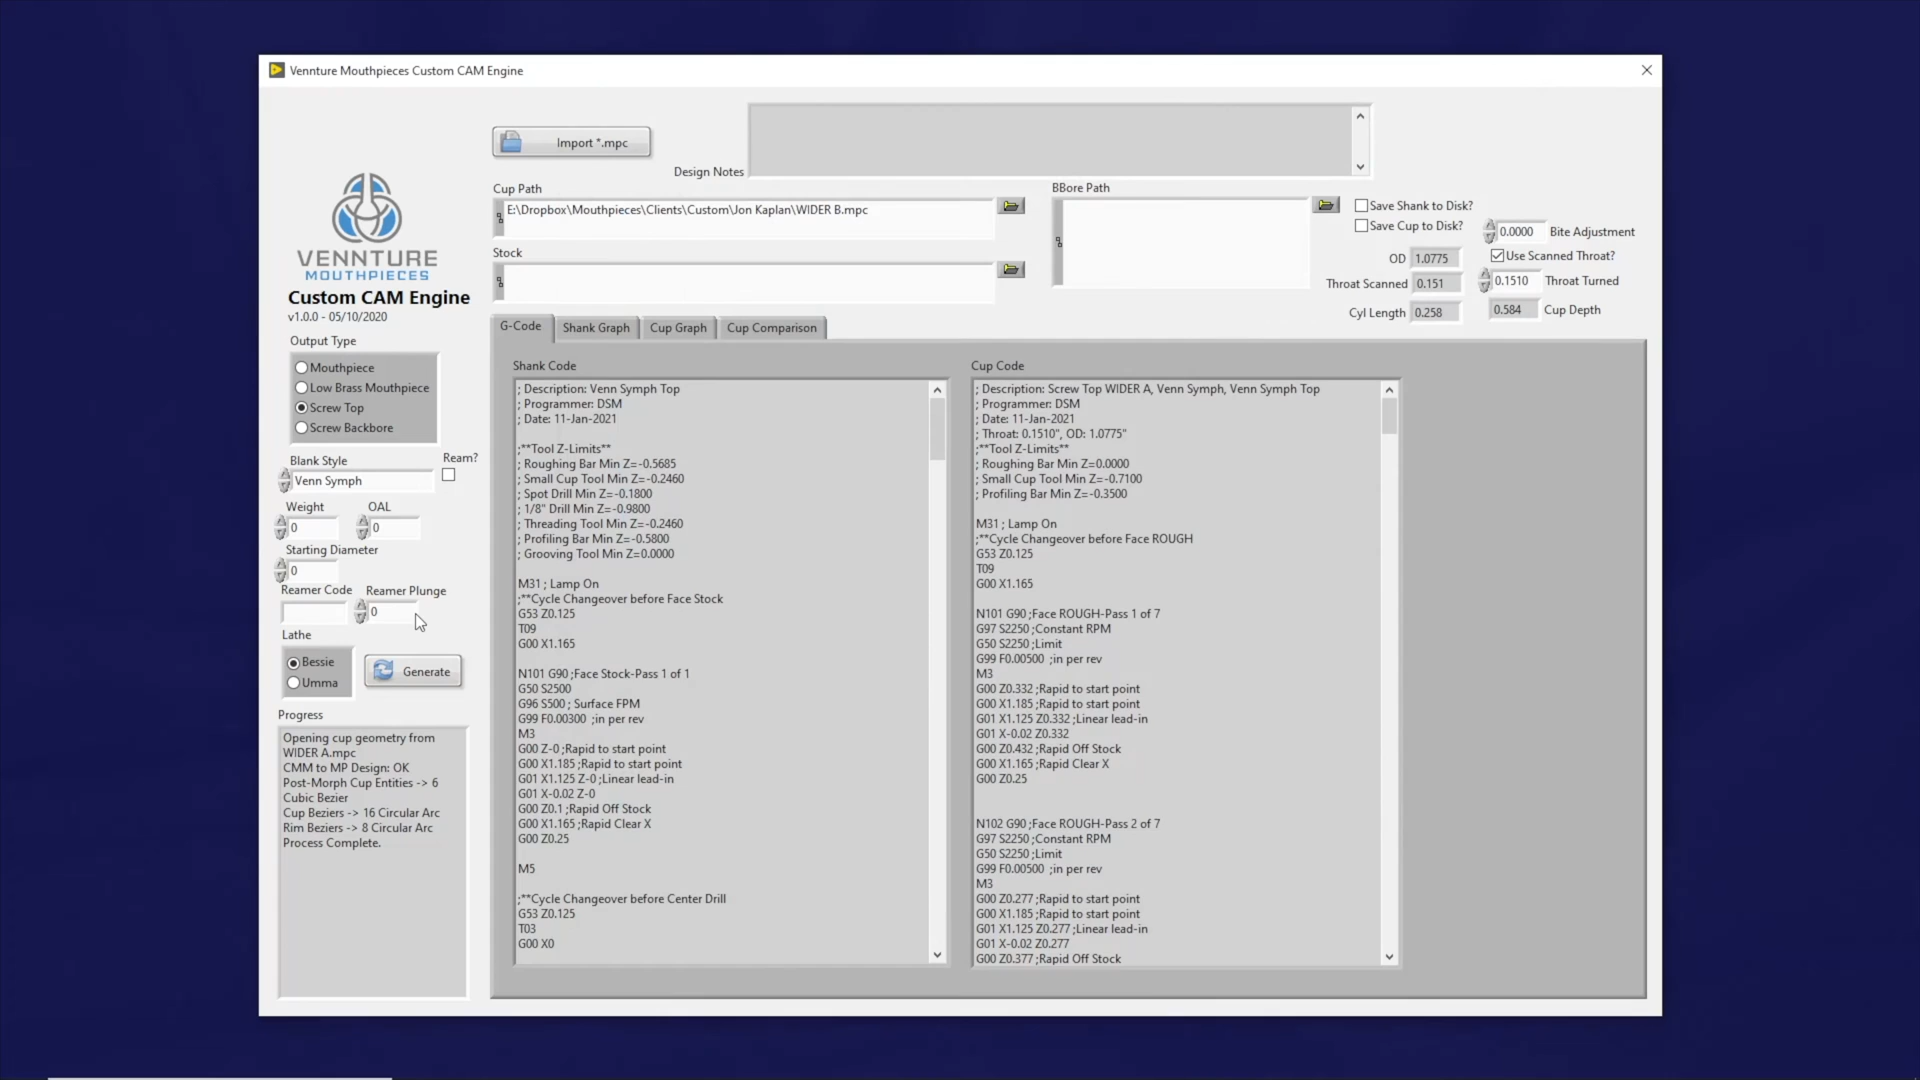 Vennture Mouthpieces Custom CAM Engine
Import *.mpc
Design Notes
VENNTURE
MOUTHPIECES
Custom CAM Engine
v1.0.0 - 05/10/2020
Cup Path
E:\Dropbox\Mouthpieces\Clients\Custom\Jon Kaplan\WIDER B.mpc
Stock
BBore Path
Save Shank to Disk?
Save Cup to Disk?
0.0000 Bite Adjustment
OD 1.0775
Use Scanned Throat?
Throat Scanned 0.151
0.1510 Throat Turned
Cyl Length 0.258
0.584 Cup Depth
Output Type
Mouthpiece
Low Brass Mouthpiece
Screw Top
Screw Backbore
Blank Style
Venn Symph
Ream?
Weight
0
OAL
0
Starting Diameter
0
Reamer Code
Reamer Plunge
0
Lathe
Bessie
Umma
Generate
Progress
Opening cup geometry from
WIDER A.mpc
CMM to MP Design: OK
Post-Morph Cup Entities -> 6
Cubic Bezier
Cup Beziers -> 16 Circular Arc
Rim Beziers -> 8 Circular Arc
Process Complete.
G-Code
Shank Graph
Cup Graph
Cup Comparison
Shank Code
; Description: Venn Symph Top
; Programmer: DSM
; Date: 11-Jan-2021
;**Tool Z-Limits**
; Roughing Bar Min Z=-0.5685
; Small Cup Tool Min Z=-0.2460
; Spot Drill Min Z=-0.1800
; 1/8" Drill Min Z=-0.9800
; Threading Tool Min Z=-0.2460
; Profiling Bar Min Z=-0.5800
; Grooving Tool Min Z=0.0000
M31 ; Lamp On
;**Cycle Changeover before Face Stock
G53 Z0.125
T09
G00 X1.165
N101 G90 ;Face Stock-Pass 1 of 1
G50 S2500
G96 S500 ; Surface FPM
G99 F0.00300 ;in per rev
M3
G00 Z-0 ;Rapid to start point
G00 X1.185 ;Rapid to start point
G01 X1.125 Z-0 ;Linear lead-in
G01 X-0.02 Z-0
G00 Z0.1 ;Rapid Off Stock
G00 X1.165 ;Rapid Clear X
G00 Z0.25
M5
;**Cycle Changeover before Center Drill
G53 Z0.125
T03
G00 X0
Cup Code
; Description: Screw Top WIDER A, Venn Symph, Venn Symph Top
; Programmer: DSM
; Date: 11-Jan-2021
; Throat: 0.1510", OD: 1.0775"
;**Tool Z-Limits**
; Roughing Bar Min Z=0.0000
; Small Cup Tool Min Z=-0.7100
; Profiling Bar Min Z=-0.3500
M31 ; Lamp On
;**Cycle Changeover before Face ROUGH
G53 Z0.125
T09
G00 X1.165
N101 G90 ;Face ROUGH-Pass 1 of 7
G97 S2250 ;Constant RPM
G50 S2250 ;Limit
G99 F0.00500 ;in per rev
M3
G00 Z0.332 ;Rapid to start point
G00 X1.185 ;Rapid to start point
G01 X1.125 Z0.332 ;Linear lead-in
G01 X-0.02 Z0.332
G00 Z0.432 ;Rapid Off Stock
G00 X1.165 ;Rapid Clear X
G00 Z0.25
N102 G90 ;Face ROUGH-Pass 2 of 7
G97 S2250 ;Constant RPM
G50 S2250 ;Limit
G99 F0.00500 ;in per rev
M3
G00 Z0.277 ;Rapid to start point
G00 X1.185 ;Rapid to start point
G01 X1.125 Z0.277 ;Linear lead-in
G01 X-0.02 Z0.277
G00 Z0.377 ;Rapid Off Stock